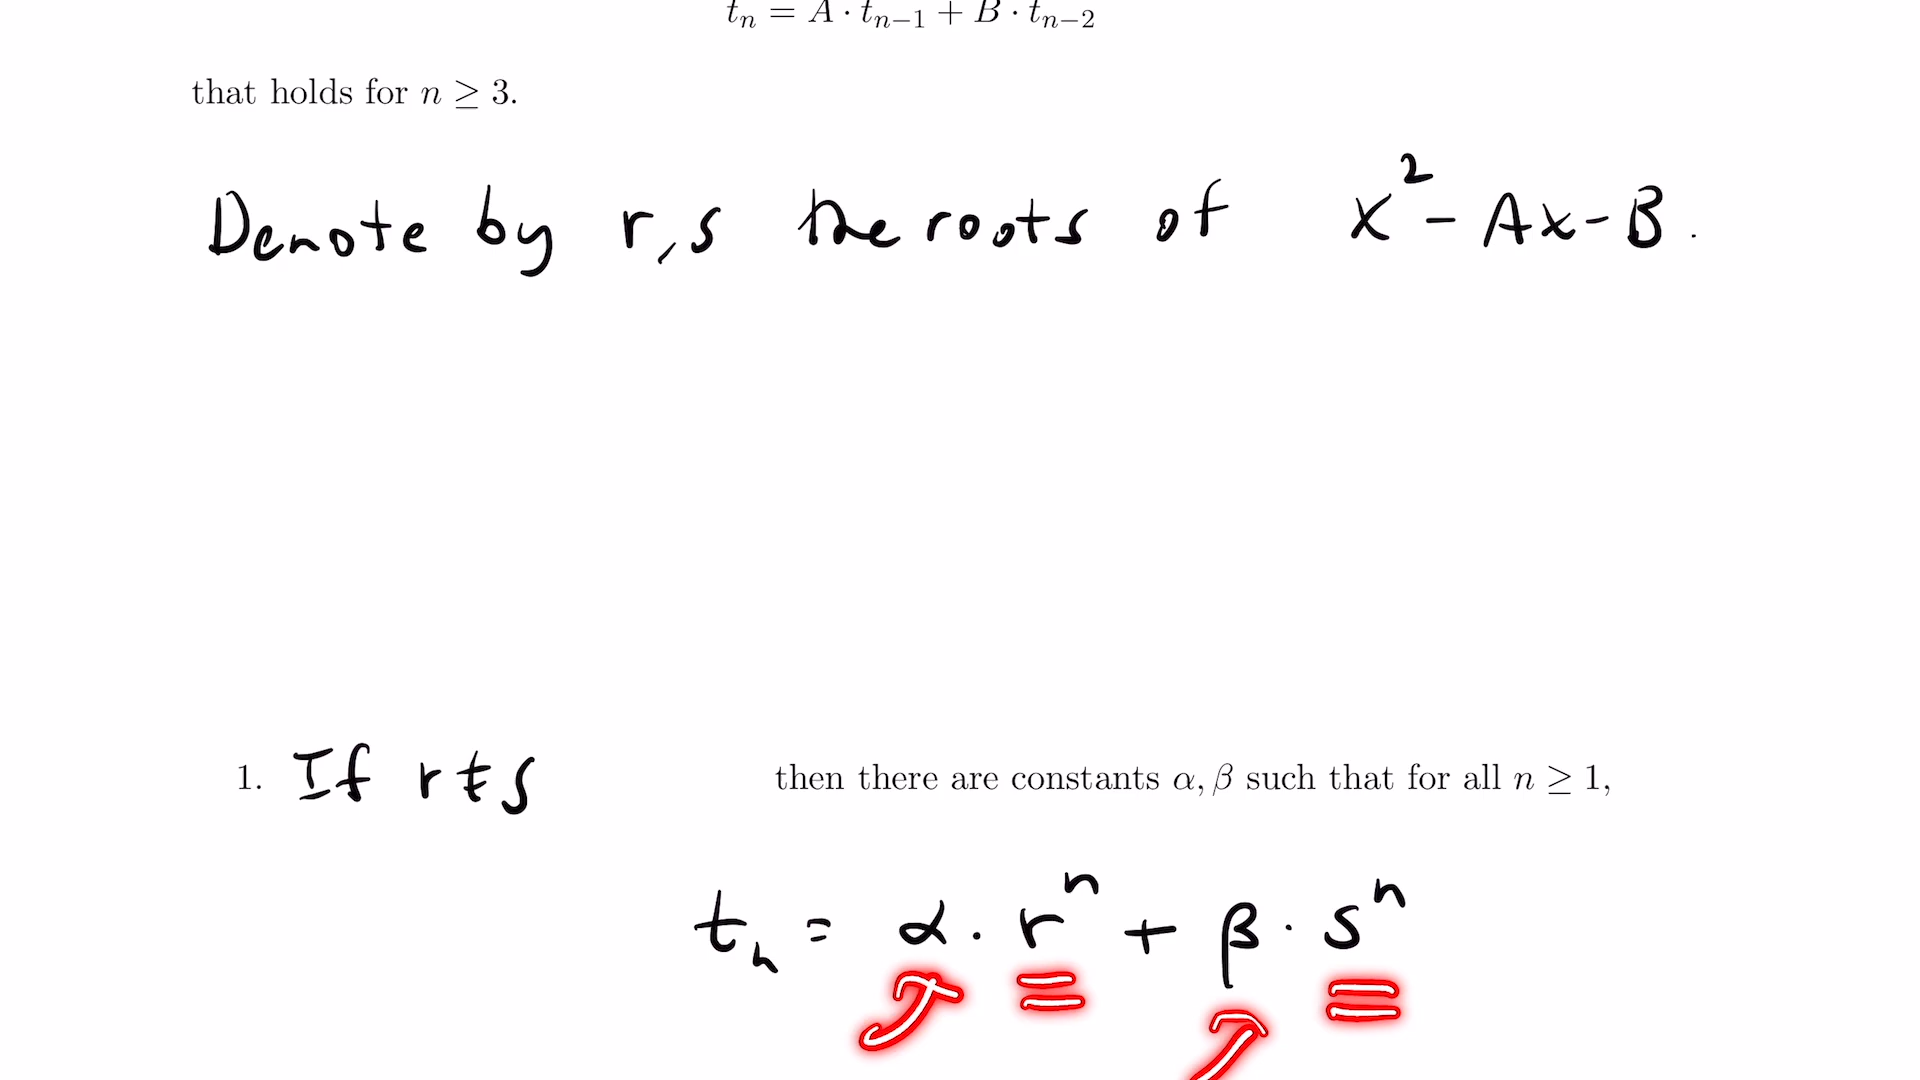 tₙ = A · tₙ₋₁ + B · tₙ₋₂
that holds for n ≥ 3.
Denote by r, s the roots of x² - Ax - B.
1. If r ≠ s then there are constants α, β such that for all n ≥ 1,
tₙ = α · rⁿ + β · sⁿ